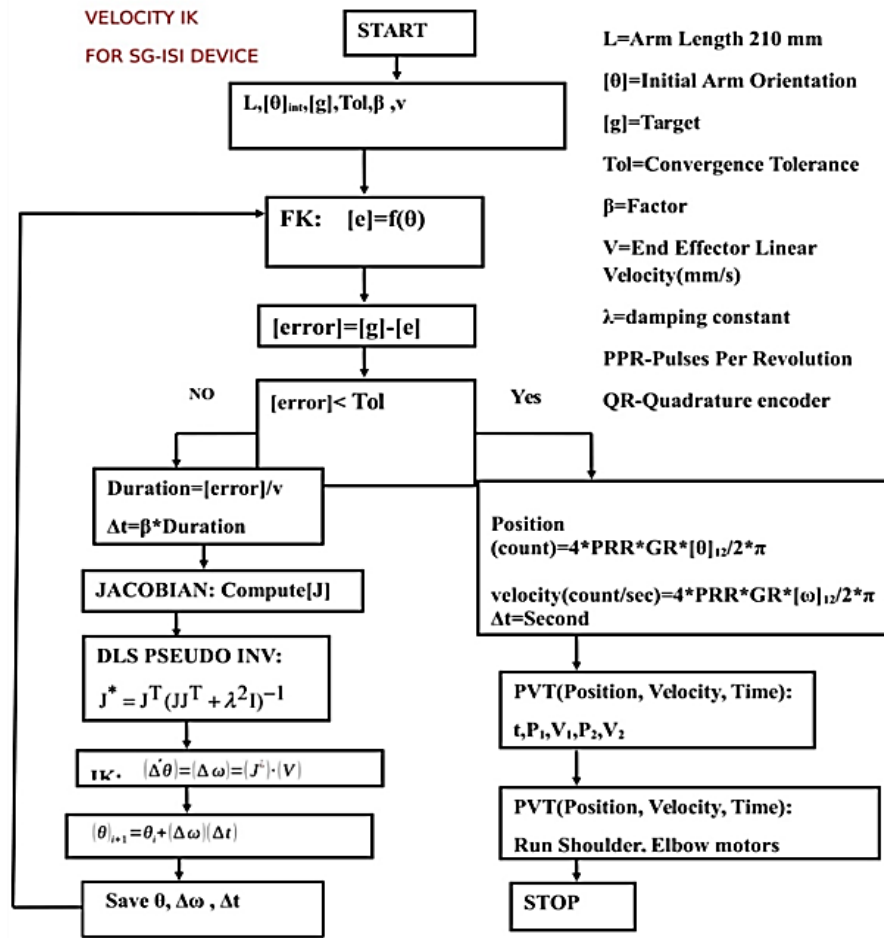 VELOCITY IK
FOR SG-ISI DEVICE
START
L,[θ]int,[g],Tol,β ,v
FK: [e]=f(θ)
[error]=[g]-[e]
NO
[error]< Tol
Yes
Duration=[error]/v
Δt=β*Duration
JACOBIAN: Compute[J]
DLS PSEUDO INV:
J* = Jᵀ(JJᵀ + λ²I)⁻¹
IK: (Δ̇θ)=(Δω)=(J^¿)·(V)
(θ)ᵢ₊₁=θᵢ+(Δω)(Δt)
Save θ, Δω , Δt
Position
(count)=4*PRR*GR*[θ]₁₂/2*π
velocity(count/sec)=4*PRR*GR*[ω]₁₂/2*π
Δt=Second
PVT(Position, Velocity, Time):
t,P₁,V₁,P₂,V₂
PVT(Position, Velocity, Time):
Run Shoulder. Elbow motors
STOP
L=Arm Length 210 mm
[θ]=Initial Arm Orientation
[g]=Target
Tol=Convergence Tolerance
β=Factor
V=End Effector Linear
Velocity(mm/s)
λ=damping constant
PPR-Pulses Per Revolution
QR-Quadrature encoder